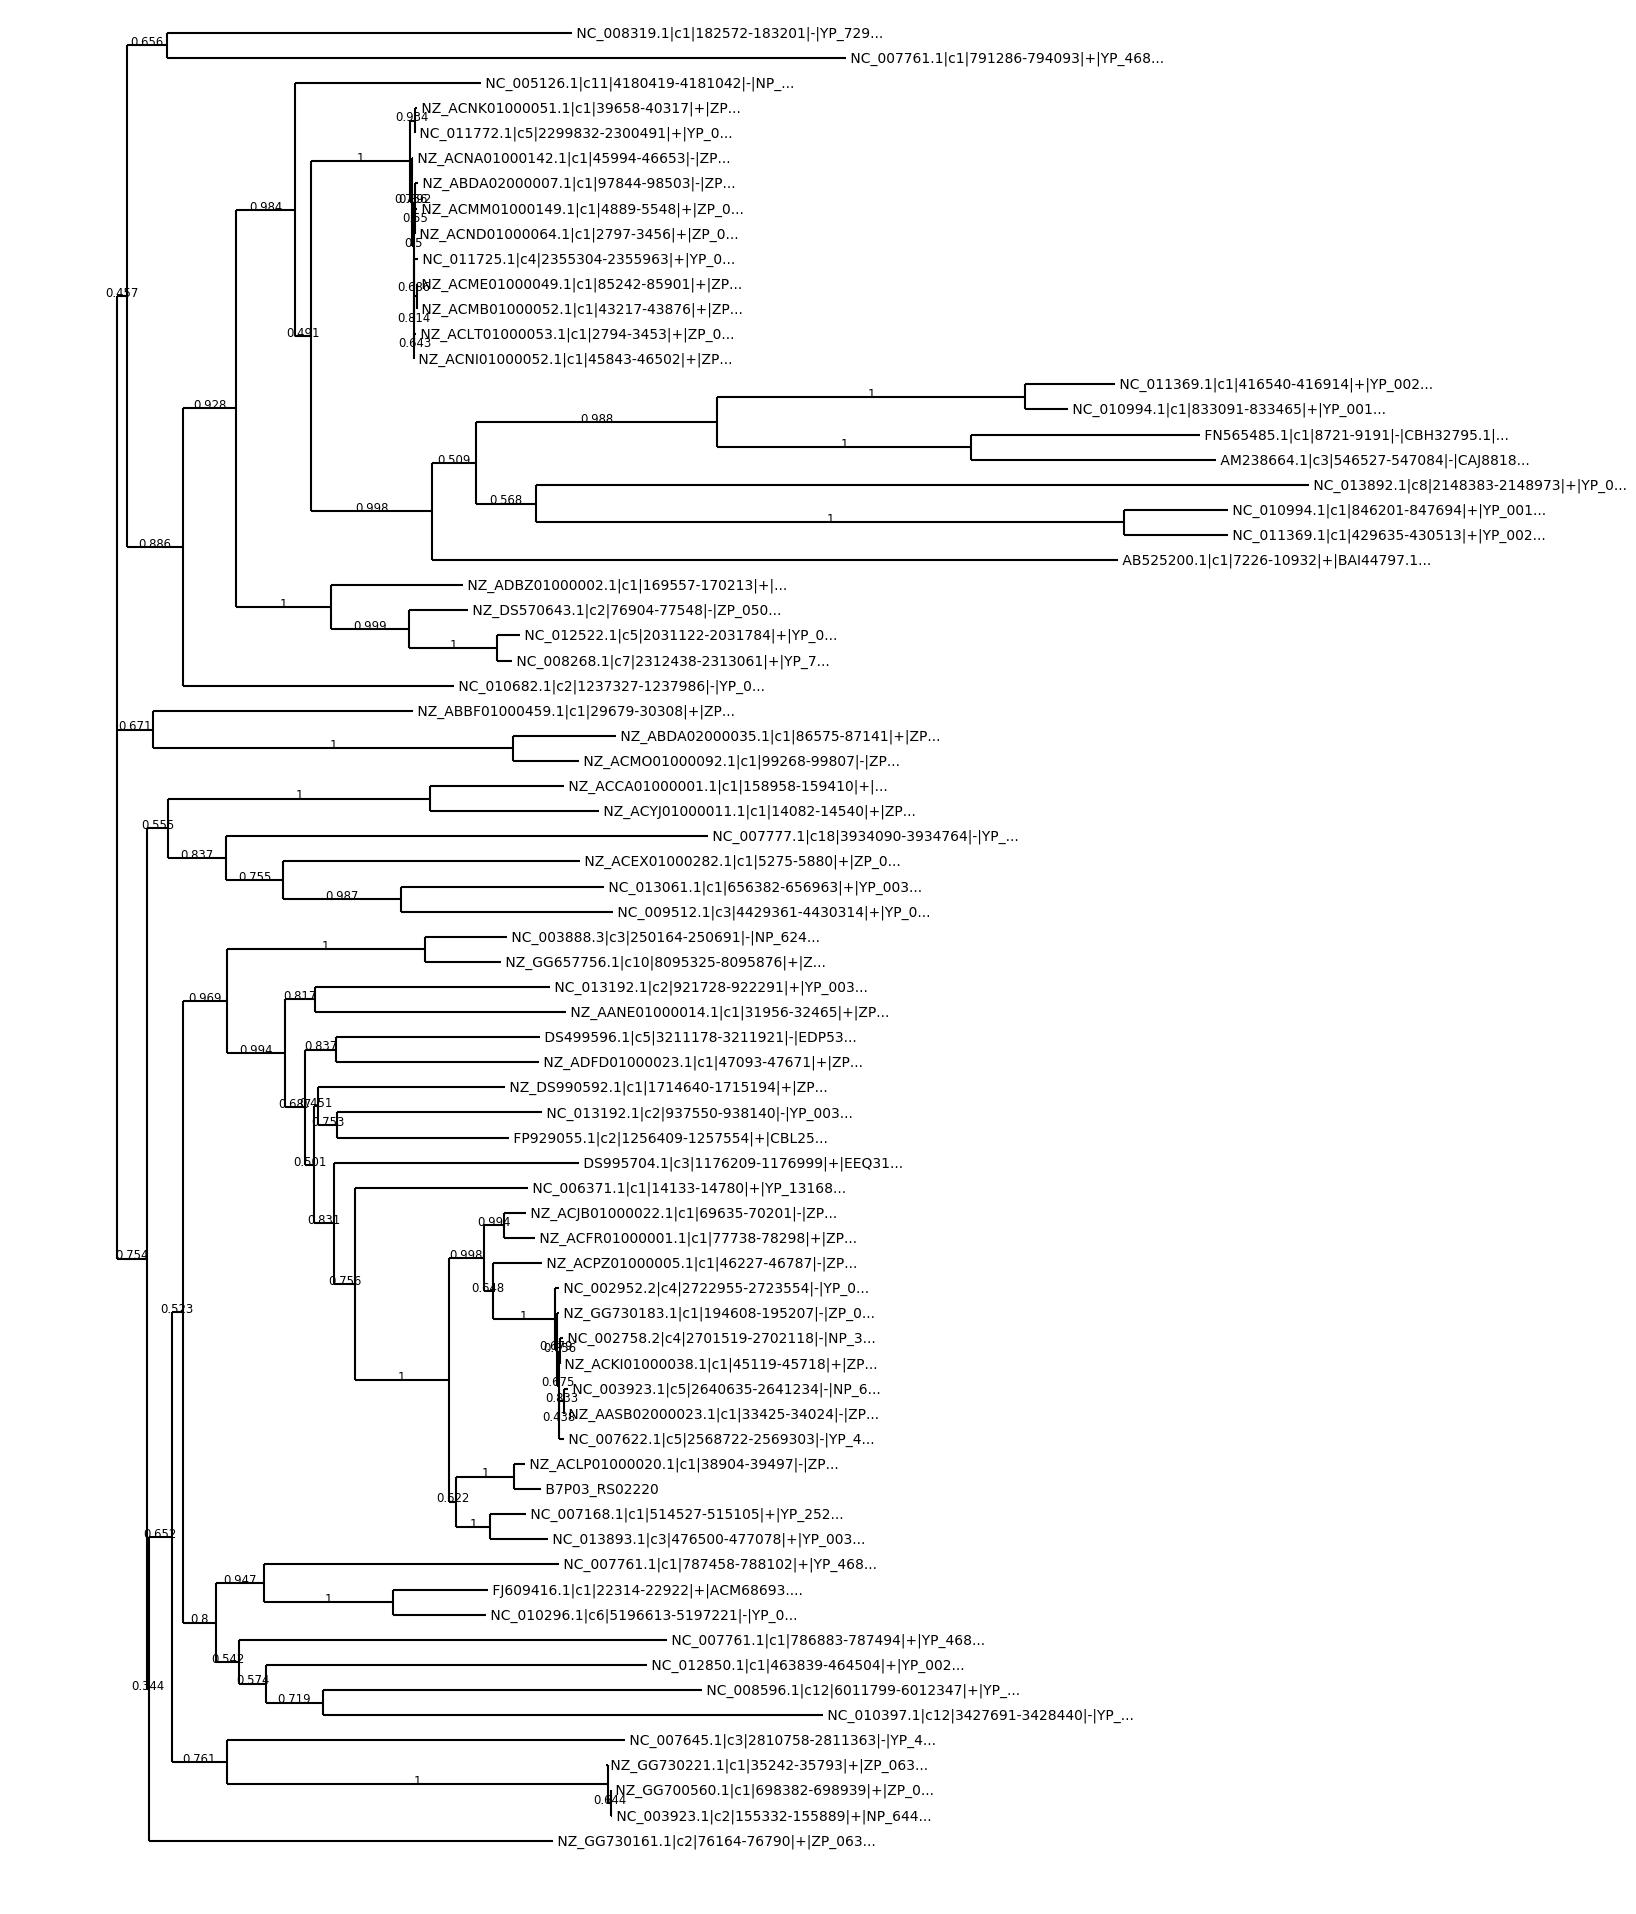 NC_008319.1|c1|182572-183201|-|YP_729...
0.656
NC_007761.1|c1|791286-794093|+|YP_468...
NC_005126.1|c11|4180419-4181042|-|NP_...
NZ_ACNK01000051.1|c1|39658-40317|+|ZP...
0.934
NC_011772.1|c5|2299832-2300491|+|YP_0...
1
NZ_ACNA01000142.1|c1|45994-46653|-|ZP...
NZ_ABDA02000007.1|c1|97844-98503|-|ZP...
0.984
NZ_ACMM01000149.1|c1|4889-5548|+|ZP_0...
NZ_ACND01000064.1|c1|2797-3456|+|ZP_0...
NC_011725.1|c4|2355304-2355963|+|YP_0...
NZ_ACME01000049.1|c1|85242-85901|+|ZP...
0.457
NZ_ACMB01000052.1|c1|43217-43876|+|ZP...
0.814
0.491
NZ_ACLT01000053.1|c1|2794-3453|+|ZP_0...
0.643
NZ_ACNI01000052.1|c1|45843-46502|+|ZP...
NC_011369.1|c1|416540-416914|+|YP_002...
1
0.928
NC_010994.1|c1|833091-833465|+|YP_001...
0.988
FN565485.1|c1|8721-9191|-|CBH32795.1|...
1
0.509
AM238664.1|c3|546527-547084|-|CAJ8818...
NC_013892.1|c8|2148383-2148973|+|YP_0...
0.568
0.998
NC_010994.1|c1|846201-847694|+|YP_001...
1
NC_011369.1|c1|429635-430513|+|YP_002...
0.886
AB525200.1|c1|7226-10932|+|BAI44797.1...
NZ_ADBZ01000002.1|c1|169557-170213|+|...
1
NZ_DS570643.1|c2|76904-77548|-|ZP_050...
0.999
NC_012522.1|c5|2031122-2031784|+|YP_0...
1
NC_008268.1|c7|2312438-2313061|+|YP_7...
NC_010682.1|c2|1237327-1237986|-|YP_0...
NZ_ABBF01000459.1|c1|29679-30308|+|ZP...
0.671
NZ_ABDA02000035.1|c1|86575-87141|+|ZP...
1
NZ_ACMO01000092.1|c1|99268-99807|-|ZP...
NZ_ACCA01000001.1|c1|158958-159410|+|...
1
NZ_ACYJ01000011.1|c1|14082-14540|+|ZP...
0.555
NC_007777.1|c18|3934090-3934764|-|YP_...
0.837
NZ_ACEX01000282.1|c1|5275-5880|+|ZP_0...
0.755
NC_013061.1|c1|656382-656963|+|YP_003...
0.987
NC_009512.1|c3|4429361-4430314|+|YP_0...
NC_003888.3|c3|250164-250691|-|NP_624...
1
NZ_GG657756.1|c10|8095325-8095876|+|Z...
NC_013192.1|c2|921728-922291|+|YP_003...
0.969
0.817
NZ_AANE01000014.1|c1|31956-32465|+|ZP...
DS499596.1|c5|3211178-3211921|-|EDP53...
0.994
0.837
NZ_ADFD01000023.1|c1|47093-47671|+|ZP...
NZ_DS990592.1|c1|1714640-1715194|+|ZP...
0.687
0.451
NC_013192.1|c2|937550-938140|-|YP_003...
0.753
FP929055.1|c2|1256409-1257554|+|CBL25...
0.501
DS995704.1|c3|1176209-1176999|+|EEQ31...
NC_006371.1|c1|14133-14780|+|YP_13168...
NZ_ACJB01000022.1|c1|69635-70201|-|ZP...
0.831
0.994
NZ_ACFR01000001.1|c1|77738-78298|+|ZP...
0.754
0.998
NZ_ACPZ01000005.1|c1|46227-46787|-|ZP...
0.756
0.548
NC_002952.2|c4|2722955-2723554|-|YP_0...
0.523
NZ_GG730183.1|c1|194608-195207|-|ZP_0...
1
NC_002758.2|c4|2701519-2702118|-|NP_3...
NZ_ACKI01000038.1|c1|45119-45718|+|ZP...
1
0.675
NC_003923.1|c5|2640635-2641234|-|NP_6...
0.833
NZ_AASB02000023.1|c1|33425-34024|-|ZP...
0.438
NC_007622.1|c5|2568722-2569303|-|YP_4...
NZ_ACLP01000020.1|c1|38904-39497|-|ZP...
1
B7P03_RS02220
0.522
NC_007168.1|c1|514527-515105|+|YP_252...
1
0.652
NC_013893.1|c3|476500-477078|+|YP_003...
NC_007761.1|c1|787458-788102|+|YP_468...
0.947
FJ609416.1|c1|22314-22922|+|ACM68693....
1
NC_010296.1|c6|5196613-5197221|-|YP_0...
0.8
NC_007761.1|c1|786883-787494|+|YP_468...
0.542
NC_012850.1|c1|463839-464504|+|YP_002...
0.574
0.344
NC_008596.1|c12|6011799-6012347|+|YP_...
0.719
NC_010397.1|c12|3427691-3428440|-|YP_...
NC_007645.1|c3|2810758-2811363|-|YP_4...
0.761
NZ_GG730221.1|c1|35242-35793|+|ZP_063...
1
NZ_GG700560.1|c1|698382-698939|+|ZP_0...
0.644
NC_003923.1|c2|155332-155889|+|NP_644...
NZ_GG730161.1|c2|76164-76790|+|ZP_063...